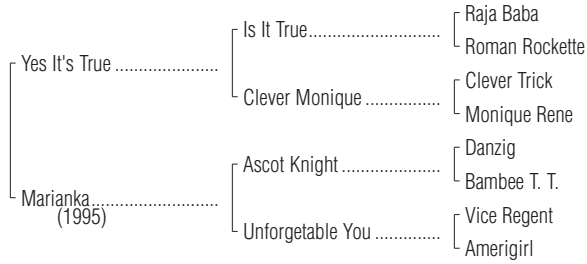 Raja Baba
Is It True
Roman Rockette
Yes It's True
Clever Trick
Clever Monique
Monique Rene
Danzig
Ascot Knight
Bambee T. T.
Marianka
(1995)
Vice Regent
Unforgetable You
Amerigirl